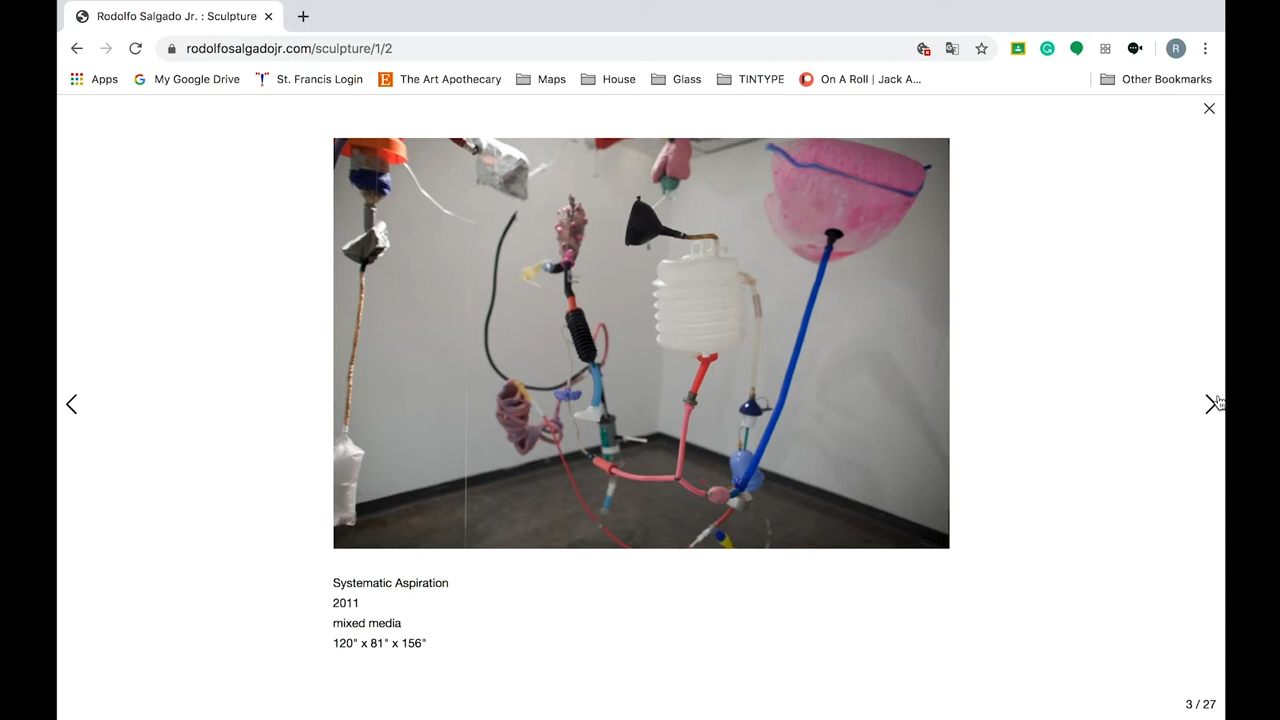 Rodolfo Salgado Jr. : Sculpture
rodolfosalgadojr.com/sculpture/1/2
R
Apps
My Google Drive
St. Francis Login
E
The Art Apothecary
Maps
House
Glass
TINTYPE
On A Roll | Jack A...
Other Bookmarks
Systematic Aspiration
2011
mixed media
120" x 81" x 156"
3 / 27